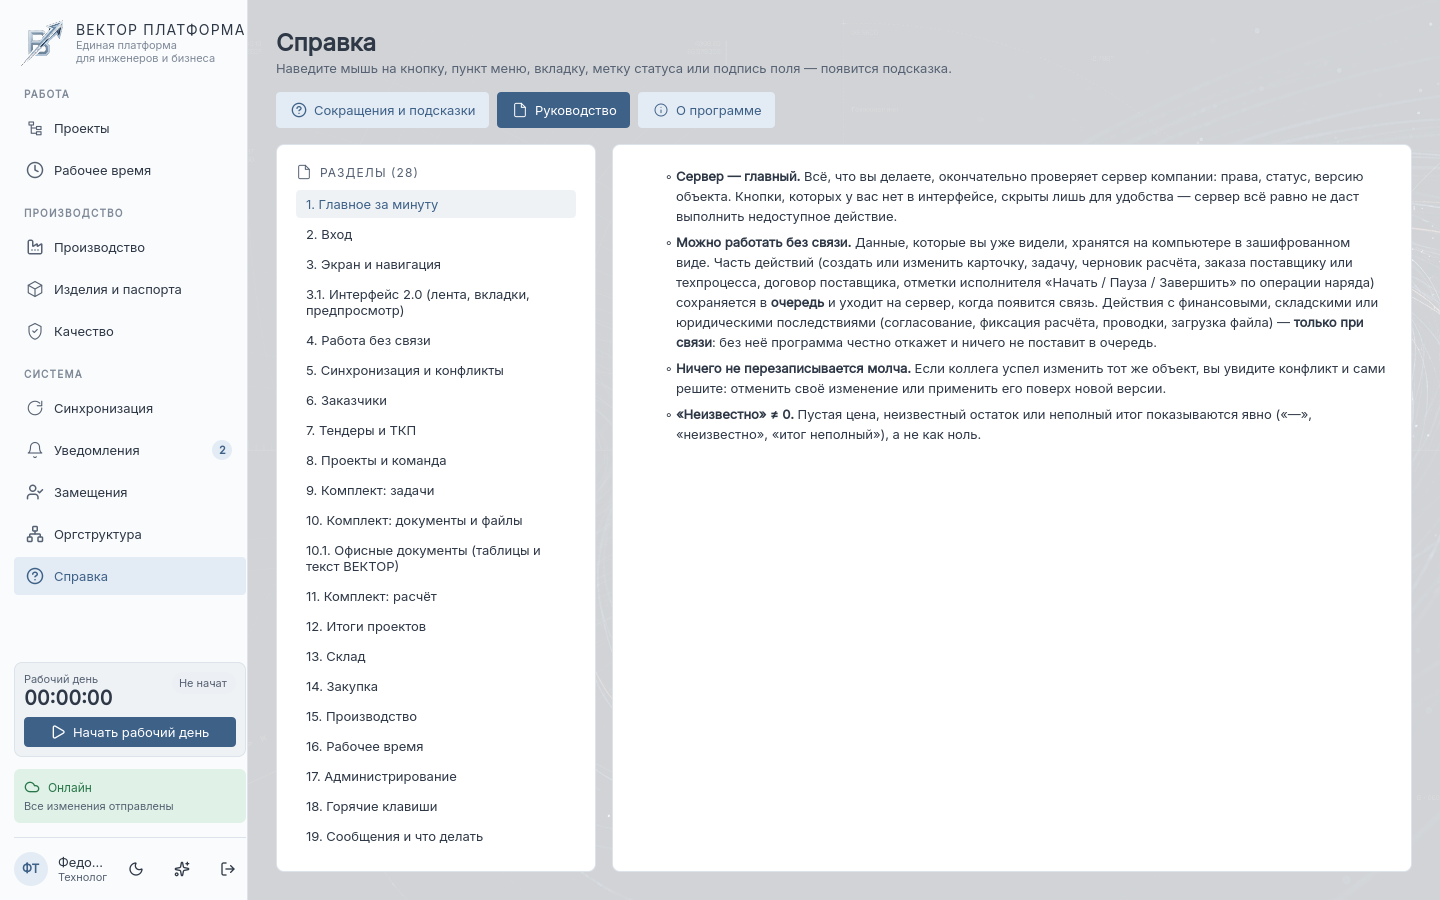 ВЕКТОР ПЛАТФОРМА
Единая платформа
для инженеров и бизнеса
РАБОТА
Проекты
Рабочее время
ПРОИЗВОДСТВО
Производство
Изделия и паспорта
Качество
СИСТЕМА
Синхронизация
Уведомления 2
Замещения
Оргструктура
Справка
Рабочий день
Не начат
00:00:00
Начать рабочий день
Онлайн
Все изменения отправлены
ФТ
Федо...
Технолог
Справка
Наведите мышь на кнопку, пункт меню, вкладку, метку статуса или подпись поля — появится подсказка.
Сокращения и подсказки
Руководство
О программе
РАЗДЕЛЫ (28)
1. Главное за минуту
2. Вход
3. Экран и навигация
3.1. Интерфейс 2.0 (лента, вкладки,
предпросмотр)
4. Работа без связи
5. Синхронизация и конфликты
6. Заказчики
7. Тендеры и ТКП
8. Проекты и команда
9. Комплект: задачи
10. Комплект: документы и файлы
10.1. Офисные документы (таблицы и
текст ВЕКТОР)
11. Комплект: расчёт
12. Итоги проектов
13. Склад
14. Закупка
15. Производство
16. Рабочее время
17. Администрирование
18. Горячие клавиши
19. Сообщения и что делать
◦ Сервер — главный. Всё, что вы делаете, окончательно проверяет сервер компании: права, статус, версию
объекта. Кнопки, которых у вас нет в интерфейсе, скрыты лишь для удобства — сервер всё равно не даст
выполнить недоступное действие.
◦ Можно работать без связи. Данные, которые вы уже видели, хранятся на компьютере в зашифрованном
виде. Часть действий (создать или изменить карточку, задачу, черновик расчёта, заказа поставщику или
техпроцесса, договор поставщика, отметки исполнителя «Начать / Пауза / Завершить» по операции наряда)
сохраняется в очередь и уходит на сервер, когда появится связь. Действия с финансовыми, складскими или
юридическими последствиями (согласование, фиксация расчёта, проводки, загрузка файла) — только при
связи: без неё программа честно откажет и ничего не поставит в очередь.
◦ Ничего не перезаписывается молча. Если коллега успел изменить тот же объект, вы увидите конфликт и сами
решите: отменить своё изменение или применить его поверх новой версии.
◦ «Неизвестно» ≠ 0. Пустая цена, неизвестный остаток или неполный итог показываются явно («—»,
«неизвестно», «итог неполный»), а не как ноль.